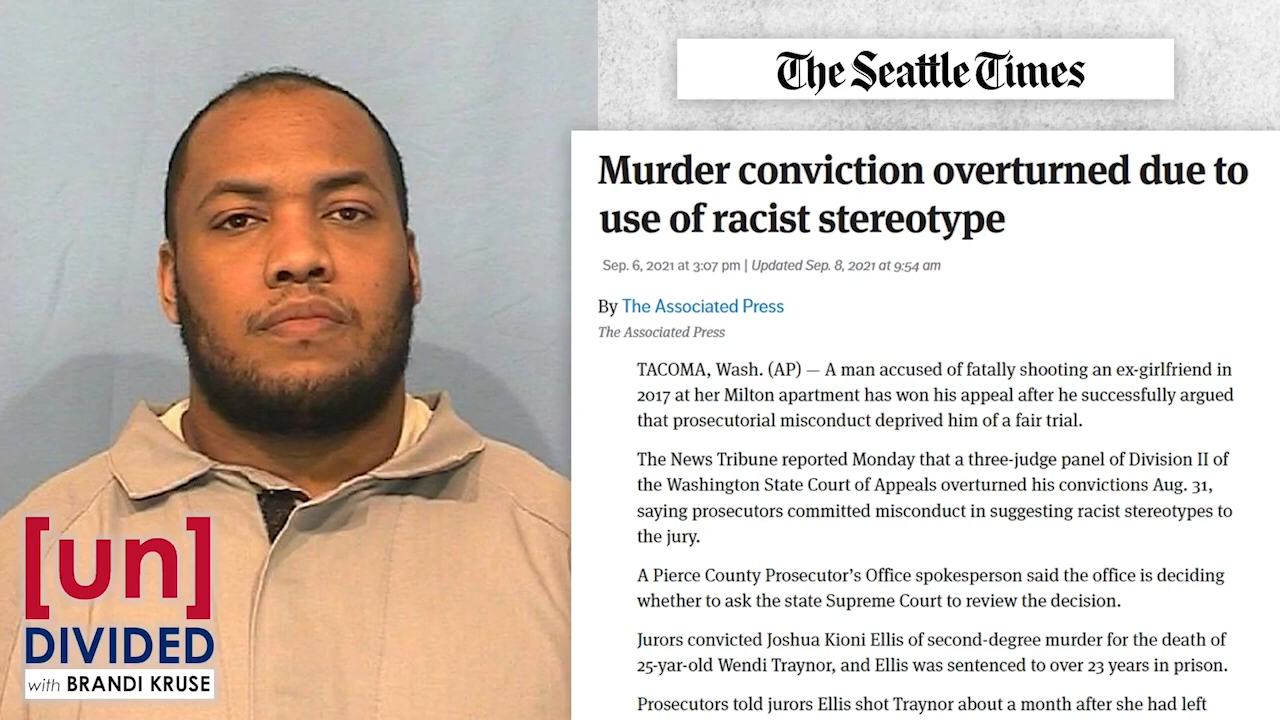 The Seattle Times
Murder conviction overturned due to
use of racist stereotype
Sep. 6, 2021 at 3:07 pm | Updated Sep. 8, 2021 at 9:54 am
By The Associated Press
The Associated Press
TACOMA, Wash. (AP) — A man accused of fatally shooting an ex-girlfriend in
2017 at her Milton apartment has won his appeal after he successfully argued
that prosecutorial misconduct deprived him of a fair trial.
The News Tribune reported Monday that a three-judge panel of Division II of
the Washington State Court of Appeals overturned his convictions Aug. 31,
saying prosecutors committed misconduct in suggesting racist stereotypes to
the jury.
A Pierce County Prosecutor’s Office spokesperson said the office is deciding
whether to ask the state Supreme Court to review the decision.
Jurors convicted Joshua Kioni Ellis of second-degree murder for the death of
25-yar-old Wendi Traynor, and Ellis was sentenced to over 23 years in prison.
Prosecutors told jurors Ellis shot Traynor about a month after she had left
[un]
DIVIDED
with BRANDI KRUSE